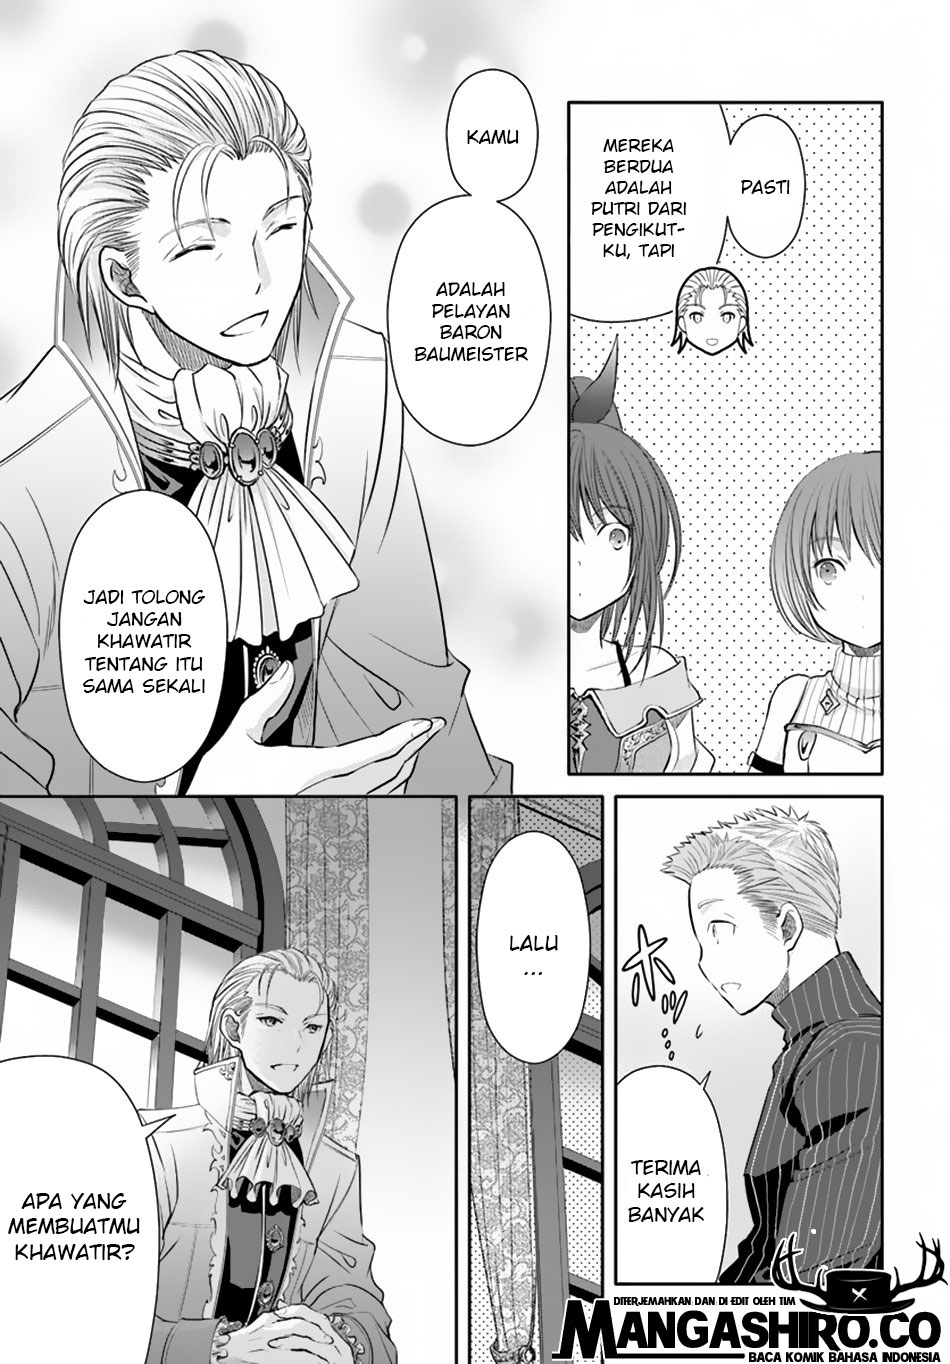 PASTI
MEREKA
BERDUA
ADALAH
PUTRI DARI
PENGIKUT-
KU, TAPI
KAMU
ADALAH
PELAYAN
BARON
BAUMEISTER
JADI TOLONG
JANGAN
KHAWATIR
TENTANG ITU
SAMA SEKALI
ホッ…
TERIMA
KASIH
BANYAK
LALU
...
APA YANG
MEMBUATMU
KHAWATIR?
DITERJEMAHKAN DAN DI EDIT OLEH TIM
MANGASHIRO.CO
BACA KOMIK BAHASA INDONESIA